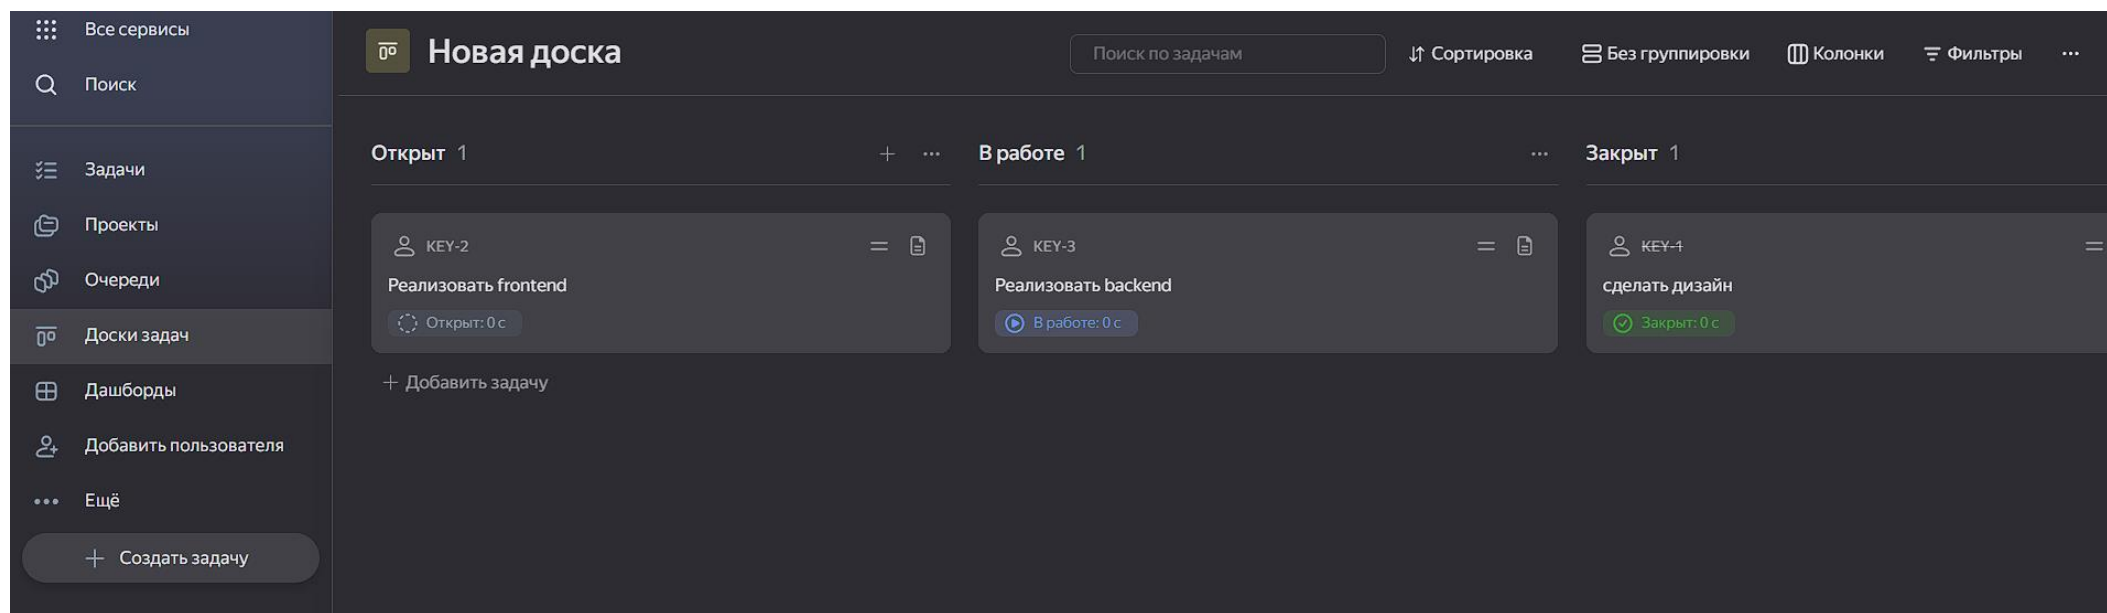 Все сервисы
Поиск
Задачи
Проекты
Очереди
Доски задач
Дашборды
Добавить пользователя
Ещё
Создать задачу
Новая доска
Поиск по задачам
Сортировка
Без группировки
Колонки
Фильтры
Открыт 1
KEY-2
Реализовать frontend
Открыт: 0 с
+ Добавить задачу
В работе 1
KEY-3
Реализовать backend
В работе: 0 с
Закрыт 1
KEY-1
сделать дизайн
Закрыт: 0 с